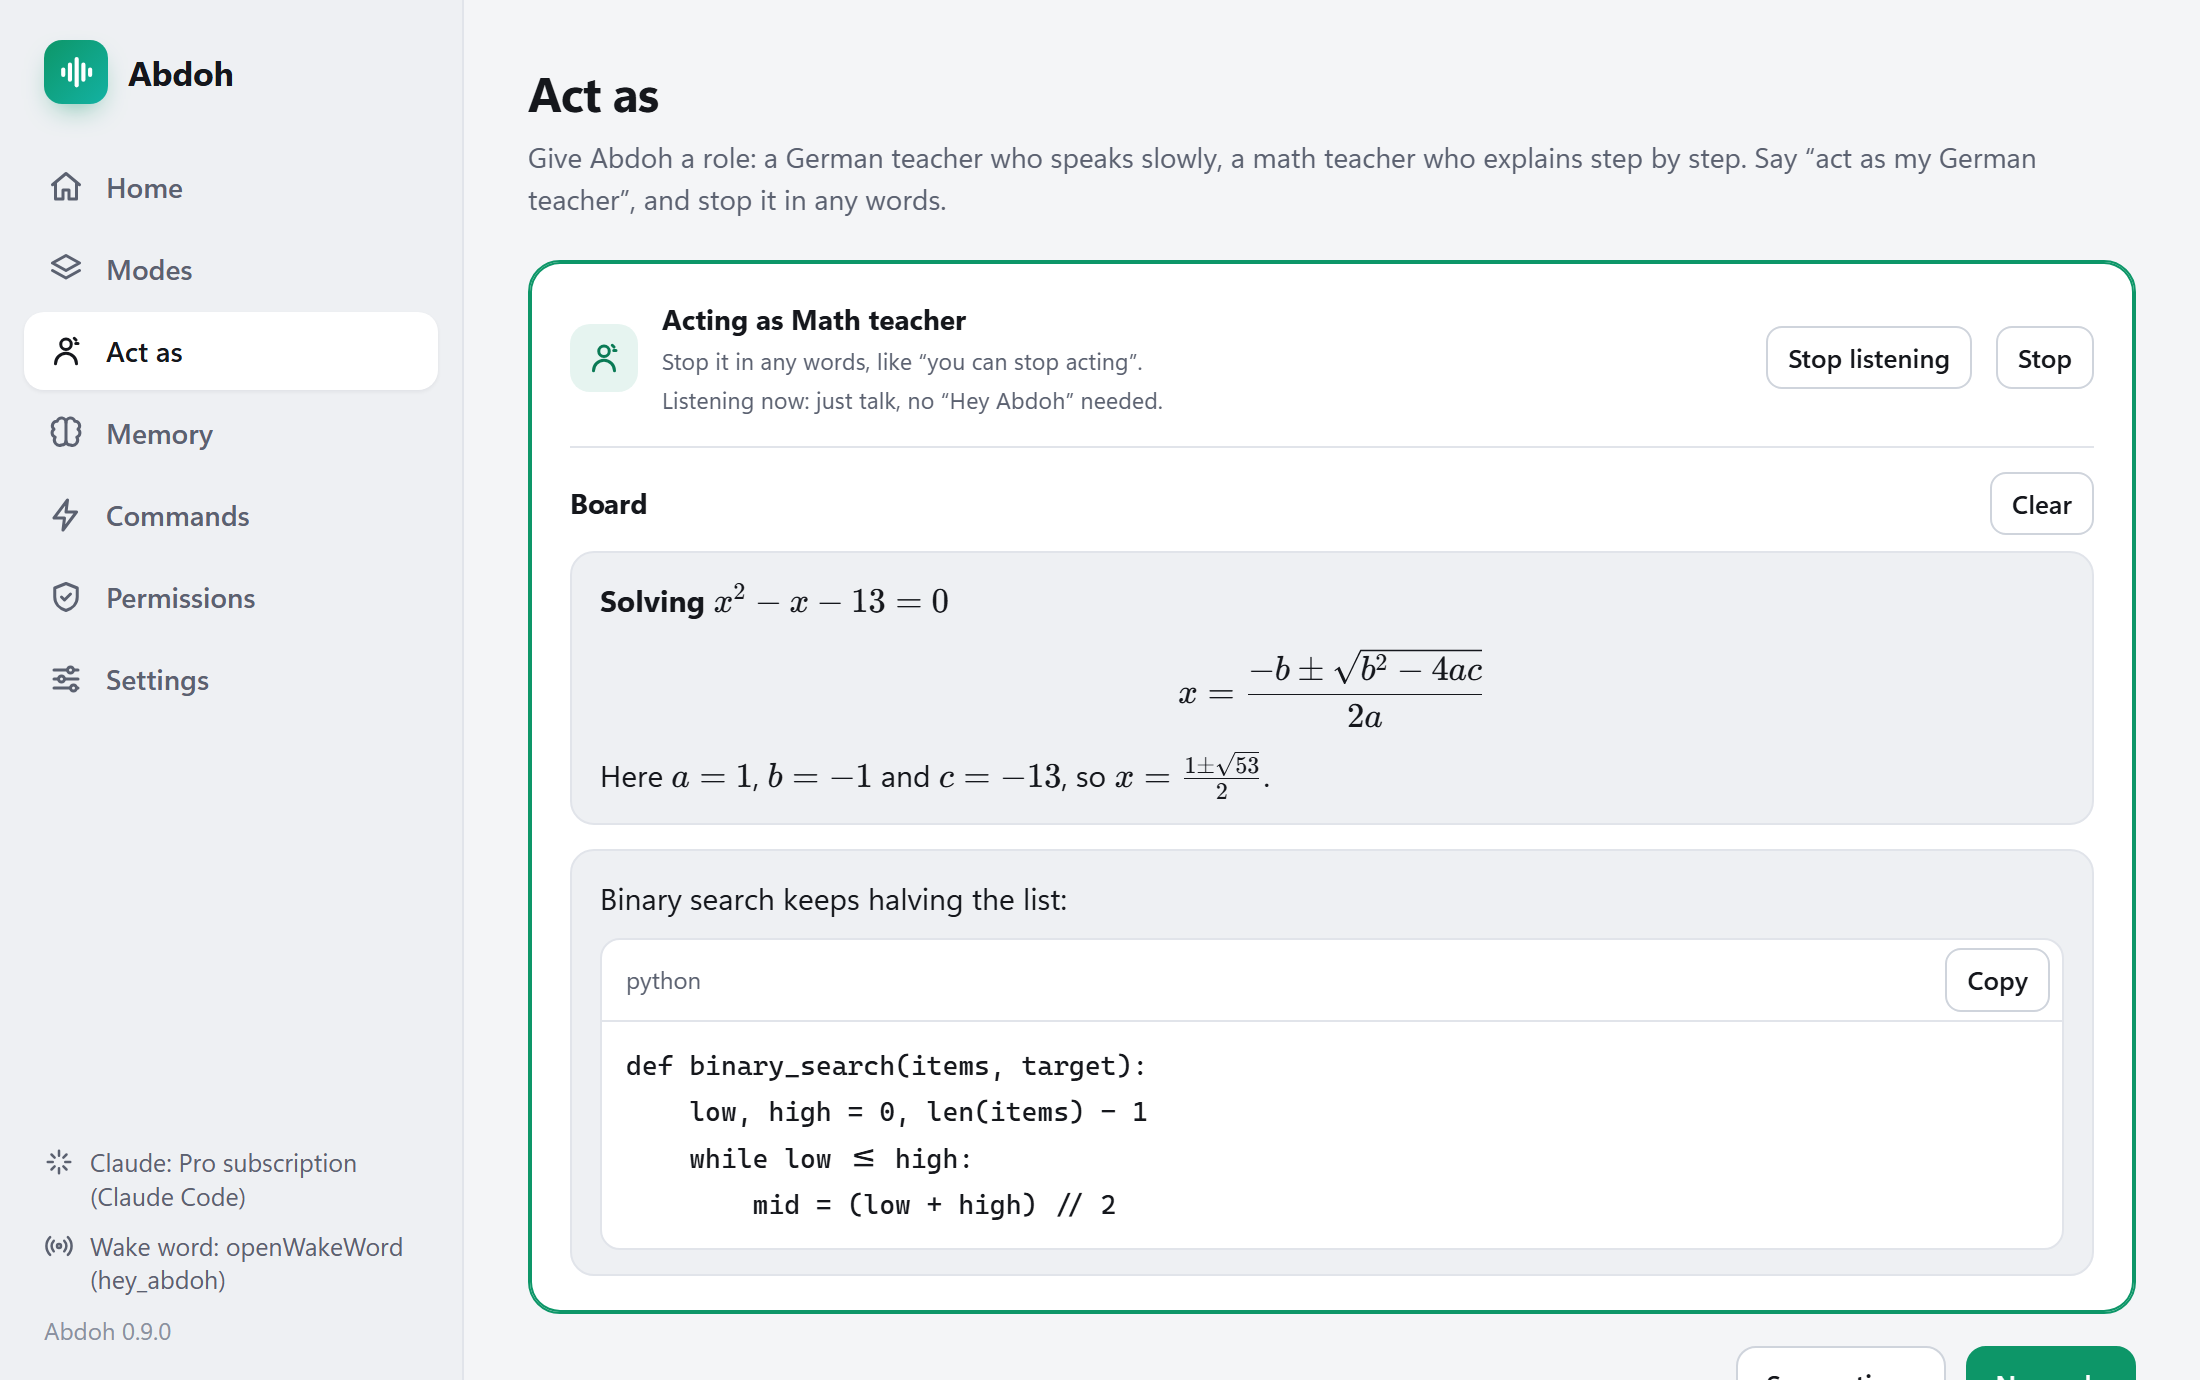 Abdoh
Home
Modes
Act as
Memory
Commands
Permissions
Settings
Claude: Pro subscription
(Claude Code)
Wake word: openWakeWord
(hey_abdoh)
Abdoh 0.9.0
Act as
Give Abdoh a role: a German teacher who speaks slowly, a math teacher who explains step by step. Say “act as my German
teacher”, and stop it in any words.
Acting as Math teacher
Stop it in any words, like “you can stop acting”.
Listening now: just talk, no “Hey Abdoh” needed.
Stop listening
Stop
Board
Clear
Solving x² − x − 13 = 0
x = (−b ± √(b² − 4ac)) / 2a
Here a = 1, b = −1 and c = −13, so x = (1±√53)/2.
Binary search keeps halving the list:
python
Copy
def binary_search(items, target):
    low, high = 0, len(items) - 1
    while low ≤ high:
        mid = (low + high) // 2